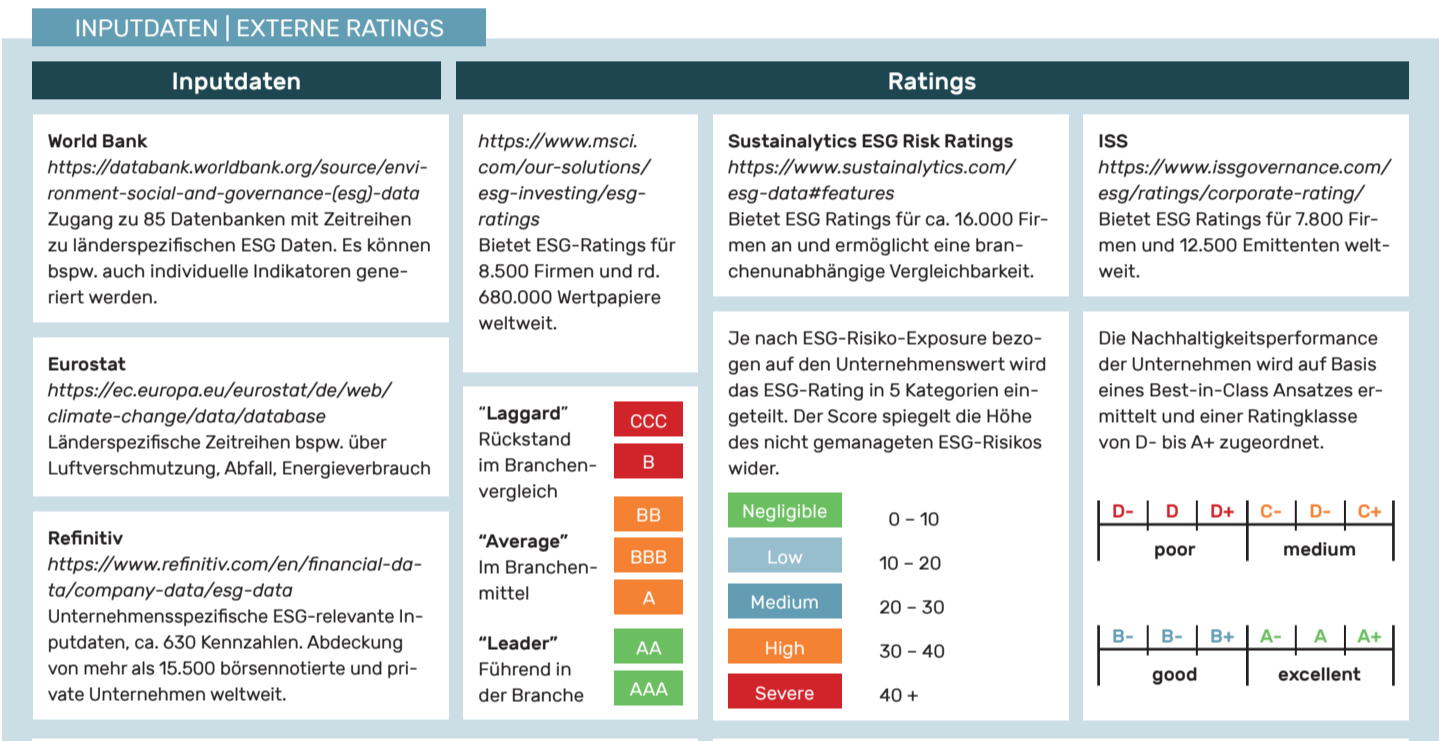 INPUTDATEN | EXTERNE RATINGS
Inputdaten
World Bank
https://databank.worldbank.org/source/envi-
ronment-social-and-governance-(esg)-data
Zugang zu 85 Datenbanken mit Zeitreihen
zu länderspezifischen ESG Daten. Es können
bspw. auch individuelle Indikatoren gene-
riert werden.
Eurostat
https://ec.europa.eu/eurostat/de/web/
climate-change/data/database
Länderspezifische Zeitreihen bspw. über
Luftverschmutzung, Abfall, Energieverbrauch
Refinitiv
https://www.refinitiv.com/en/financial-da-
ta/company-data/esg-data
Unternehmensspezifische ESG-relevante In-
putdaten, ca. 630 Kennzahlen. Abdeckung
von mehr als 15.500 börsennotierte und pri-
vate Unternehmen weltweit.
Ratings
https://www.msci.
com/our-solutions/
esg-investing/esg-
ratings
Bietet ESG-Ratings für
8.500 Firmen und rd.
680.000 Wertpapiere
weltweit.
“Laggard”
Rückstand
im Branchen-
vergleich
CCC
B
“Average”
Im Branchen-
mittel
BB
BBB
A
“Leader”
Führend in
der Branche
AA
AAA
Sustainalytics ESG Risk Ratings
https://www.sustainalytics.com/
esg-data#features
Bietet ESG Ratings für ca. 16.000 Fir-
men an und ermöglicht eine bran-
chenunabhängige Vergleichbarkeit.
Je nach ESG-Risiko-Exposure bezo-
gen auf den Unternehmenswert wird
das ESG-Rating in 5 Kategorien ein-
geteilt. Der Score spiegelt die Höhe
des nicht gemanageten ESG-Risikos
wider.
Negligible 0 – 10
Low 10 – 20
Medium 20 – 30
High 30 – 40
Severe 40 +
ISS
https://www.issgovernance.com/
esg/ratings/corporate-rating/
Bietet ESG Ratings für 7.800 Fir-
men und 12.500 Emittenten welt-
weit.
Die Nachhaltigkeitsperformance
der Unternehmen wird auf Basis
eines Best-in-Class Ansatzes er-
mittelt und einer Ratingklasse
von D- bis A+ zugeordnet.
D- D D+ C- D- C+
poor medium
B- B- B+ A- A A+
good excellent